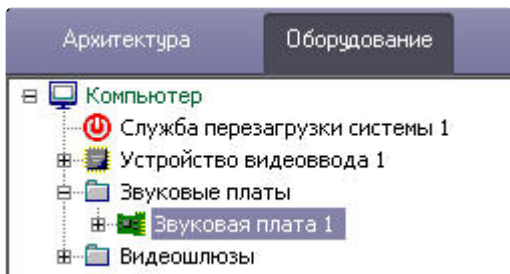 Архитектура Оборудование
Компьютер
Служба перезагрузки системы 1
Устройство видеоввода 1
Звуковые платы
Звуковая плата 1
Видеошлюзы